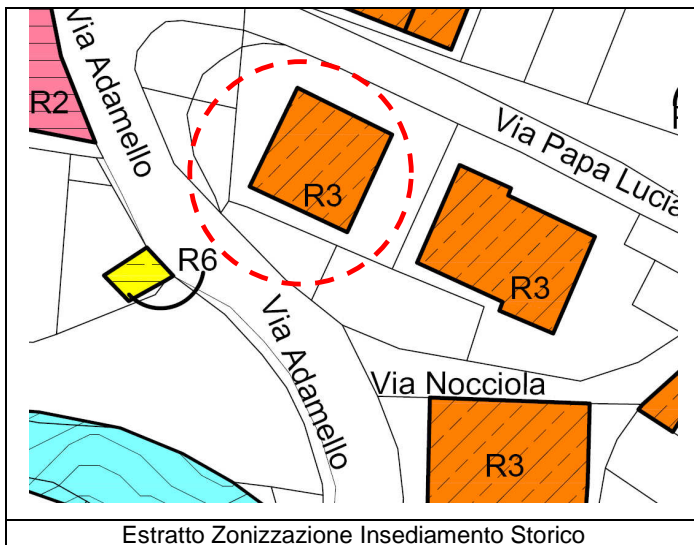 Via Adamello
R2
Via Papa Lucia
R3
R6
R3
Via Adamello
Via Nocciola
R3
Estratto Zonizzazione Insediamento Storico